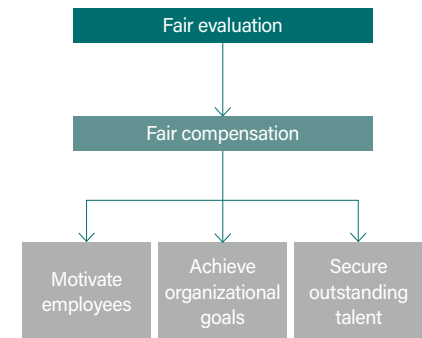 Fair evaluation
Fair compensation
Motivate
employees
Achieve
organizational
goals
Secure
outstanding
talent